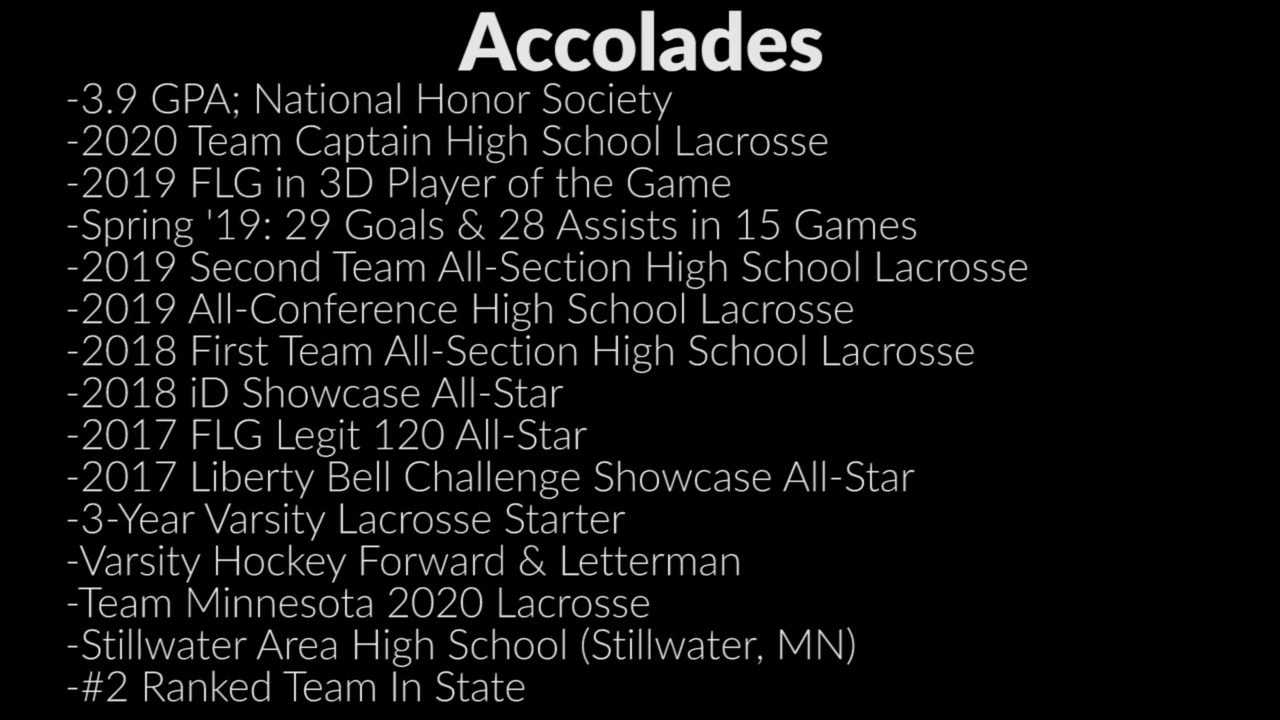 Accolades
-3.9 GPA; National Honor Society
-2020 Team Captain High School Lacrosse
-2019 FLG in 3D Player of the Game
-Spring '19: 29 Goals & 28 Assists in 15 Games
-2019 Second Team All-Section High School Lacrosse
-2019 All-Conference High School Lacrosse
-2018 First Team All-Section High School Lacrosse
-2018 iD Showcase All-Star
-2017 FLG Legit 120 All-Star
-2017 Liberty Bell Challenge Showcase All-Star
-3-Year Varsity Lacrosse Starter
-Varsity Hockey Forward & Letterman
-Team Minnesota 2020 Lacrosse
-Stillwater Area High School (Stillwater, MN)
-#2 Ranked Team In State